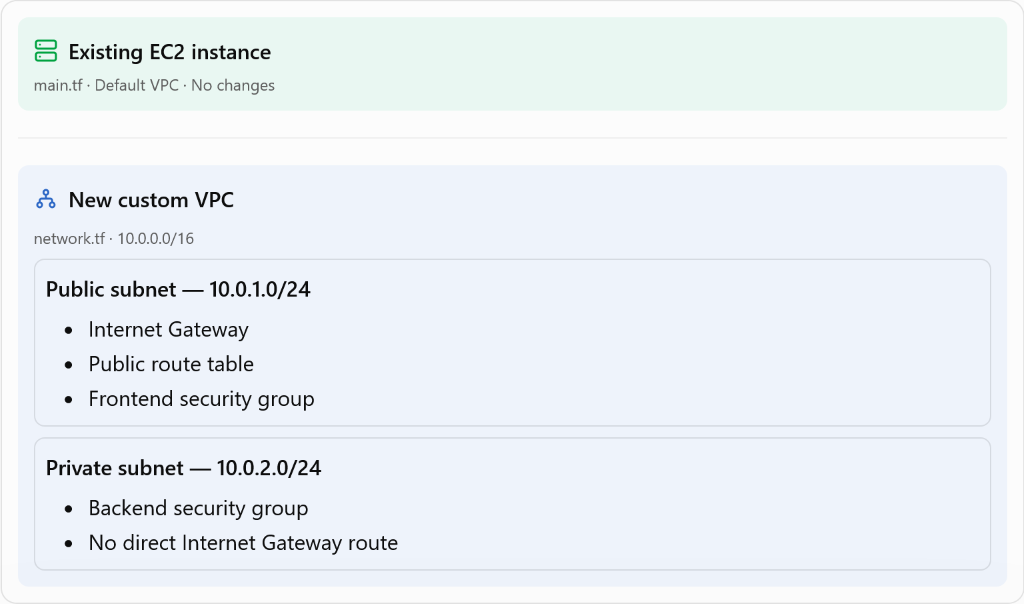 Existing EC2 instance
main.tf · Default VPC · No changes
New custom VPC
network.tf · 10.0.0.0/16
Public subnet — 10.0.1.0/24
• Internet Gateway
• Public route table
• Frontend security group
Private subnet — 10.0.2.0/24
• Backend security group
• No direct Internet Gateway route